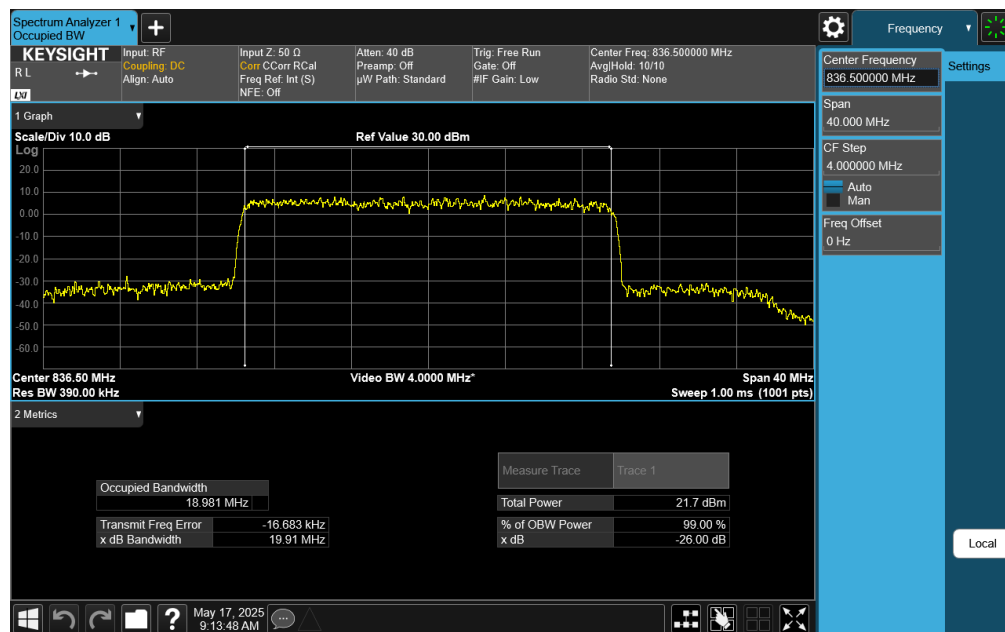 Spectrum Analyzer 1
Occupied BW
+
Frequency
KEYSIGHT
R L
LXI
Input: RF
Coupling: DC
Align: Auto
Input Z: 50 Ω
Corr CCorr RCal
Freq Ref: Int (S)
NFE: Off
Atten: 40 dB
Preamp: Off
µW Path: Standard
Trig: Free Run
Gate: Off
#IF Gain: Low
Center Freq: 836.500000 MHz
Avg|Hold: 10/10
Radio Std: None
Center Frequency
836.500000 MHz
Settings
Span
40.000 MHz
CF Step
4.000000 MHz
Auto
Man
Freq Offset
0 Hz
Local
1 Graph
Scale/Div 10.0 dB
Ref Value 30.00 dBm
Log
20.0
10.0
0.00
-10.0
-20.0
-30.0
-40.0
-50.0
-60.0
Center 836.50 MHz
Video BW 4.0000 MHz*
Span 40 MHz
Res BW 390.00 kHz
Sweep 1.00 ms (1001 pts)
2 Metrics
Measure Trace Trace 1
Occupied Bandwidth
18.981 MHz
Total Power 21.7 dBm
Transmit Freq Error -16.683 kHz
% of OBW Power 99.00 %
x dB Bandwidth 19.91 MHz
x dB -26.00 dB
?
May 17, 2025
9:13:48 AM